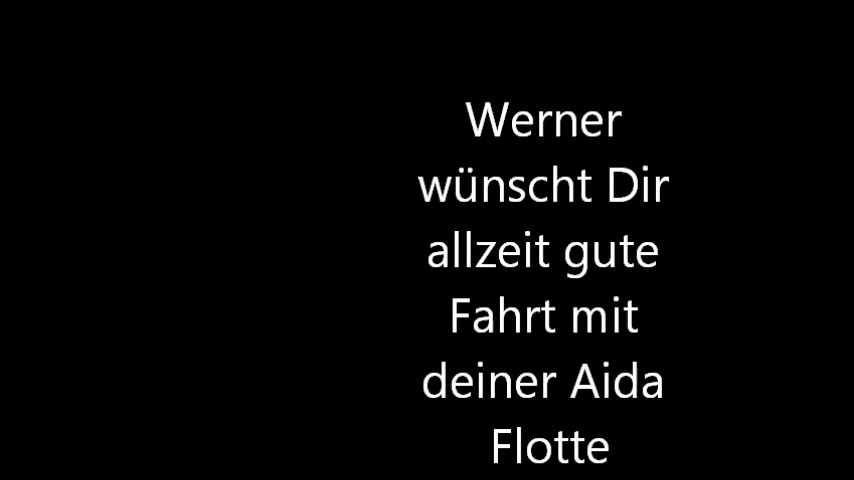 Werner
wünscht Dir
allzeit gute
Fahrt mit
deiner Aida
Flotte